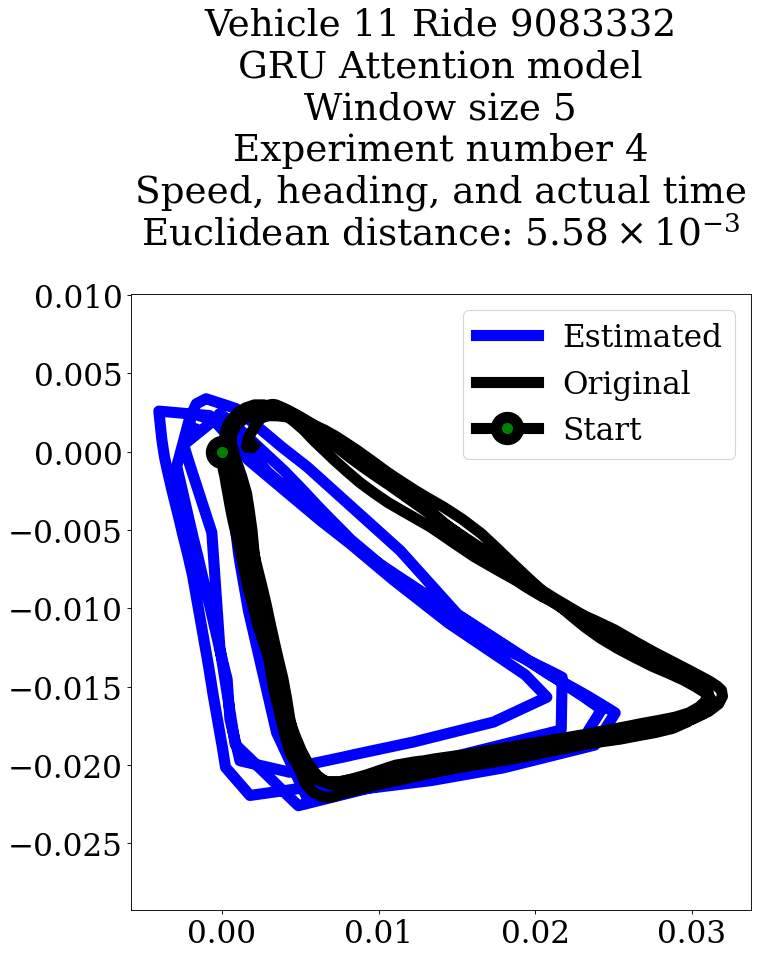 Vehicle 11 Ride 9083332
GRU Attention model
Window size 5
Experiment number 4
Speed, heading, and actual time
Euclidean distance: 5.58 × 10⁻³
0.010
0.005
0.000
−0.005
−0.010
−0.015
−0.020
−0.025
Estimated
Original
Start
0.00
0.01
0.02
0.03